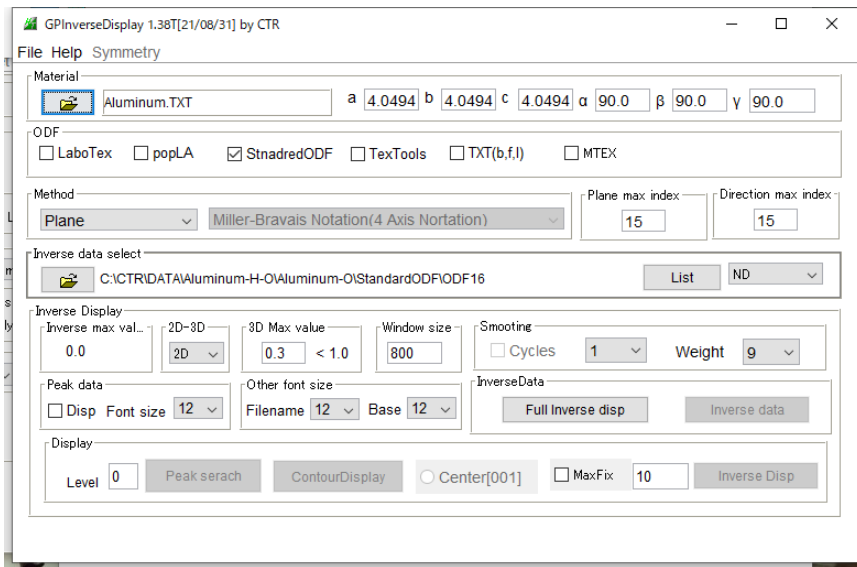 GPInverseDisplay 1.38T[21/08/31] by CTR
File Help Symmetry
Material
Aluminum.TXT a 4.0494 b 4.0494 c 4.0494 α 90.0 β 90.0 γ 90.0
ODF
LaboTex popLA StnadredODF TexTools TXT(b,f,l) MTEX
Method Plane max index Direction max index
Plane Miller-Bravais Notation(4 Axis Nortation) 15 15
Inverse data select
C:\CTR\DATA\Aluminum-H-O\Aluminum-O\StandardODF\ODF16 List ND
Inverse Display
Inverse max val... 2D-3D 3D Max value Window size Smooting
0.0 2D 0.3 < 1.0 800 Cycles 1 Weight 9
Peak data Other font size InverseData
Disp Font size 12 Filename 12 Base 12 Full Inverse disp Inverse data
Display
Level 0 Peak serach ContourDisplay Center[001] MaxFix 10 Inverse Disp